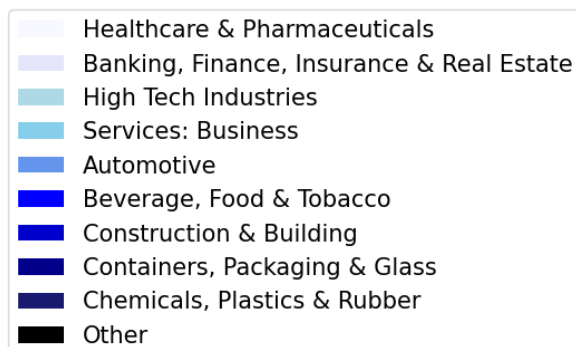 Healthcare & Pharmaceuticals
Banking, Finance, Insurance & Real Estate
High Tech Industries
Services: Business
Automotive
Beverage, Food & Tobacco
Construction & Building
Containers, Packaging & Glass
Chemicals, Plastics & Rubber
Other